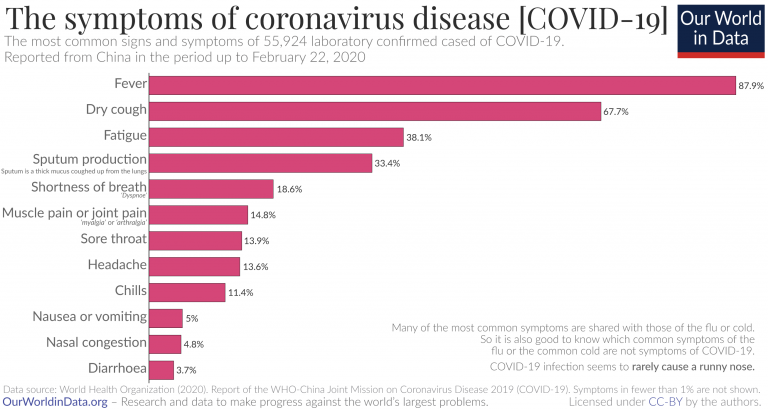 The symptoms of coronavirus disease [COVID-19]
Our World
in Data
The most common signs and symptoms of 55,924 laboratory confirmed cased of COVID-19.
Reported from China in the period up to February 22, 2020
Fever 87.9%
Dry cough 67.7%
Fatigue 38.1%
Sputum production 33.4%
Sputum is a thick mucus coughed up from the lungs
Shortness of breath 18.6%
'Dyspnoe'
Muscle pain or joint pain 14.8%
'myalgia' or 'arthralgia'
Sore throat 13.9%
Headache 13.6%
Chills 11.4%
Nausea or vomiting 5%
Nasal congestion 4.8%
Diarrhoea 3.7%
Many of the most common symptoms are shared with those of the flu or cold.
So it is also good to know which common symptoms of the
flu or the common cold are not symptoms of COVID-19.
COVID-19 infection seems to rarely cause a runny nose.
Data source: World Health Organization (2020). Report of the WHO-China Joint Mission on Coronavirus Disease 2019 (COVID-19). Symptoms in fewer than 1% are not shown.
OurWorldinData.org – Research and data to make progress against the world's largest problems.
Licensed under CC-BY by the authors.